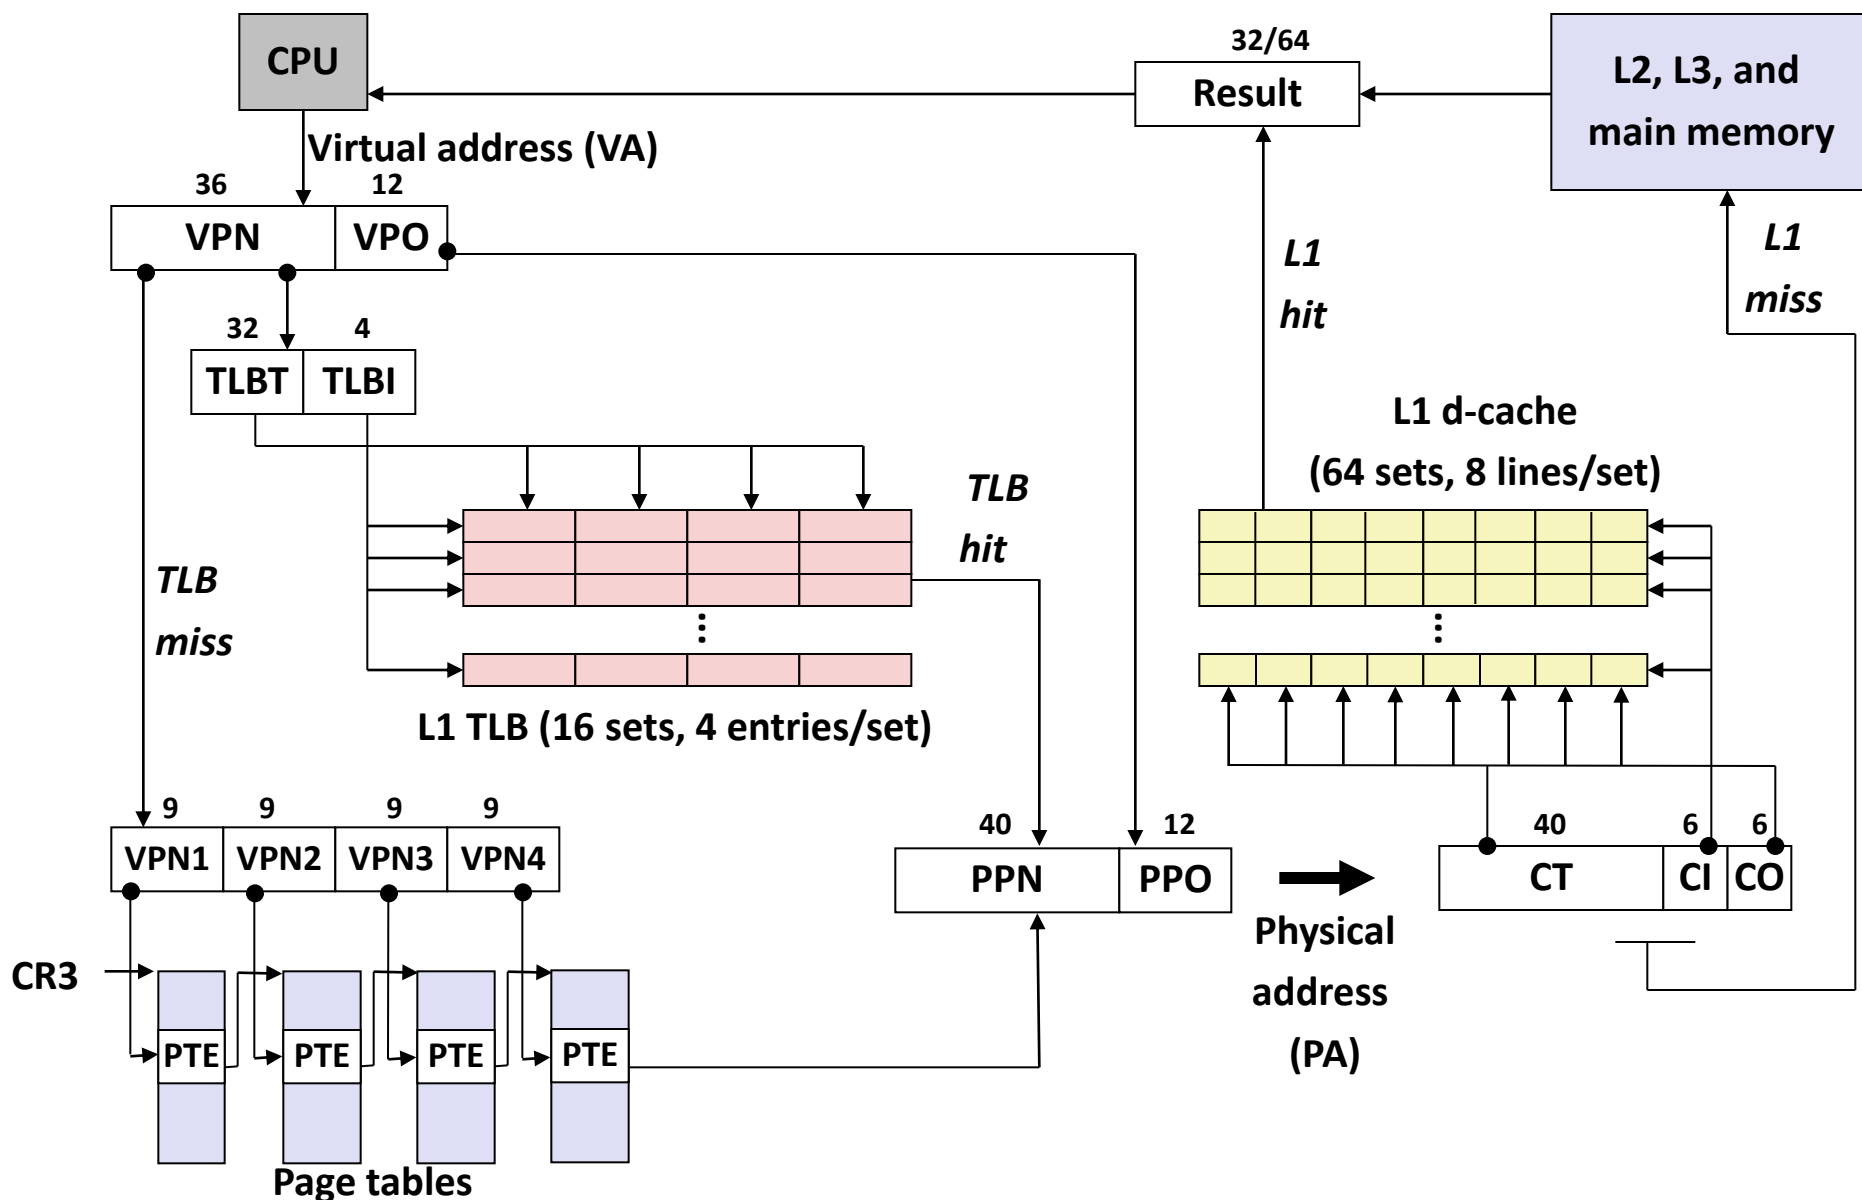 CPU
32/64
Result
L2, L3, and
main memory
Virtual address (VA)
36 12
VPN VPO
L1
hit
L1
miss
32 4
TLBT TLBI
L1 d-cache
(64 sets, 8 lines/set)
TLB
hit
TLB
miss
...
...
L1 TLB (16 sets, 4 entries/set)
9 9 9 9
VPN1 VPN2 VPN3 VPN4
40 12
PPN PPO
40 6 6
CT CI CO
Physical
address
(PA)
CR3
PTE PTE PTE PTE
Page tables